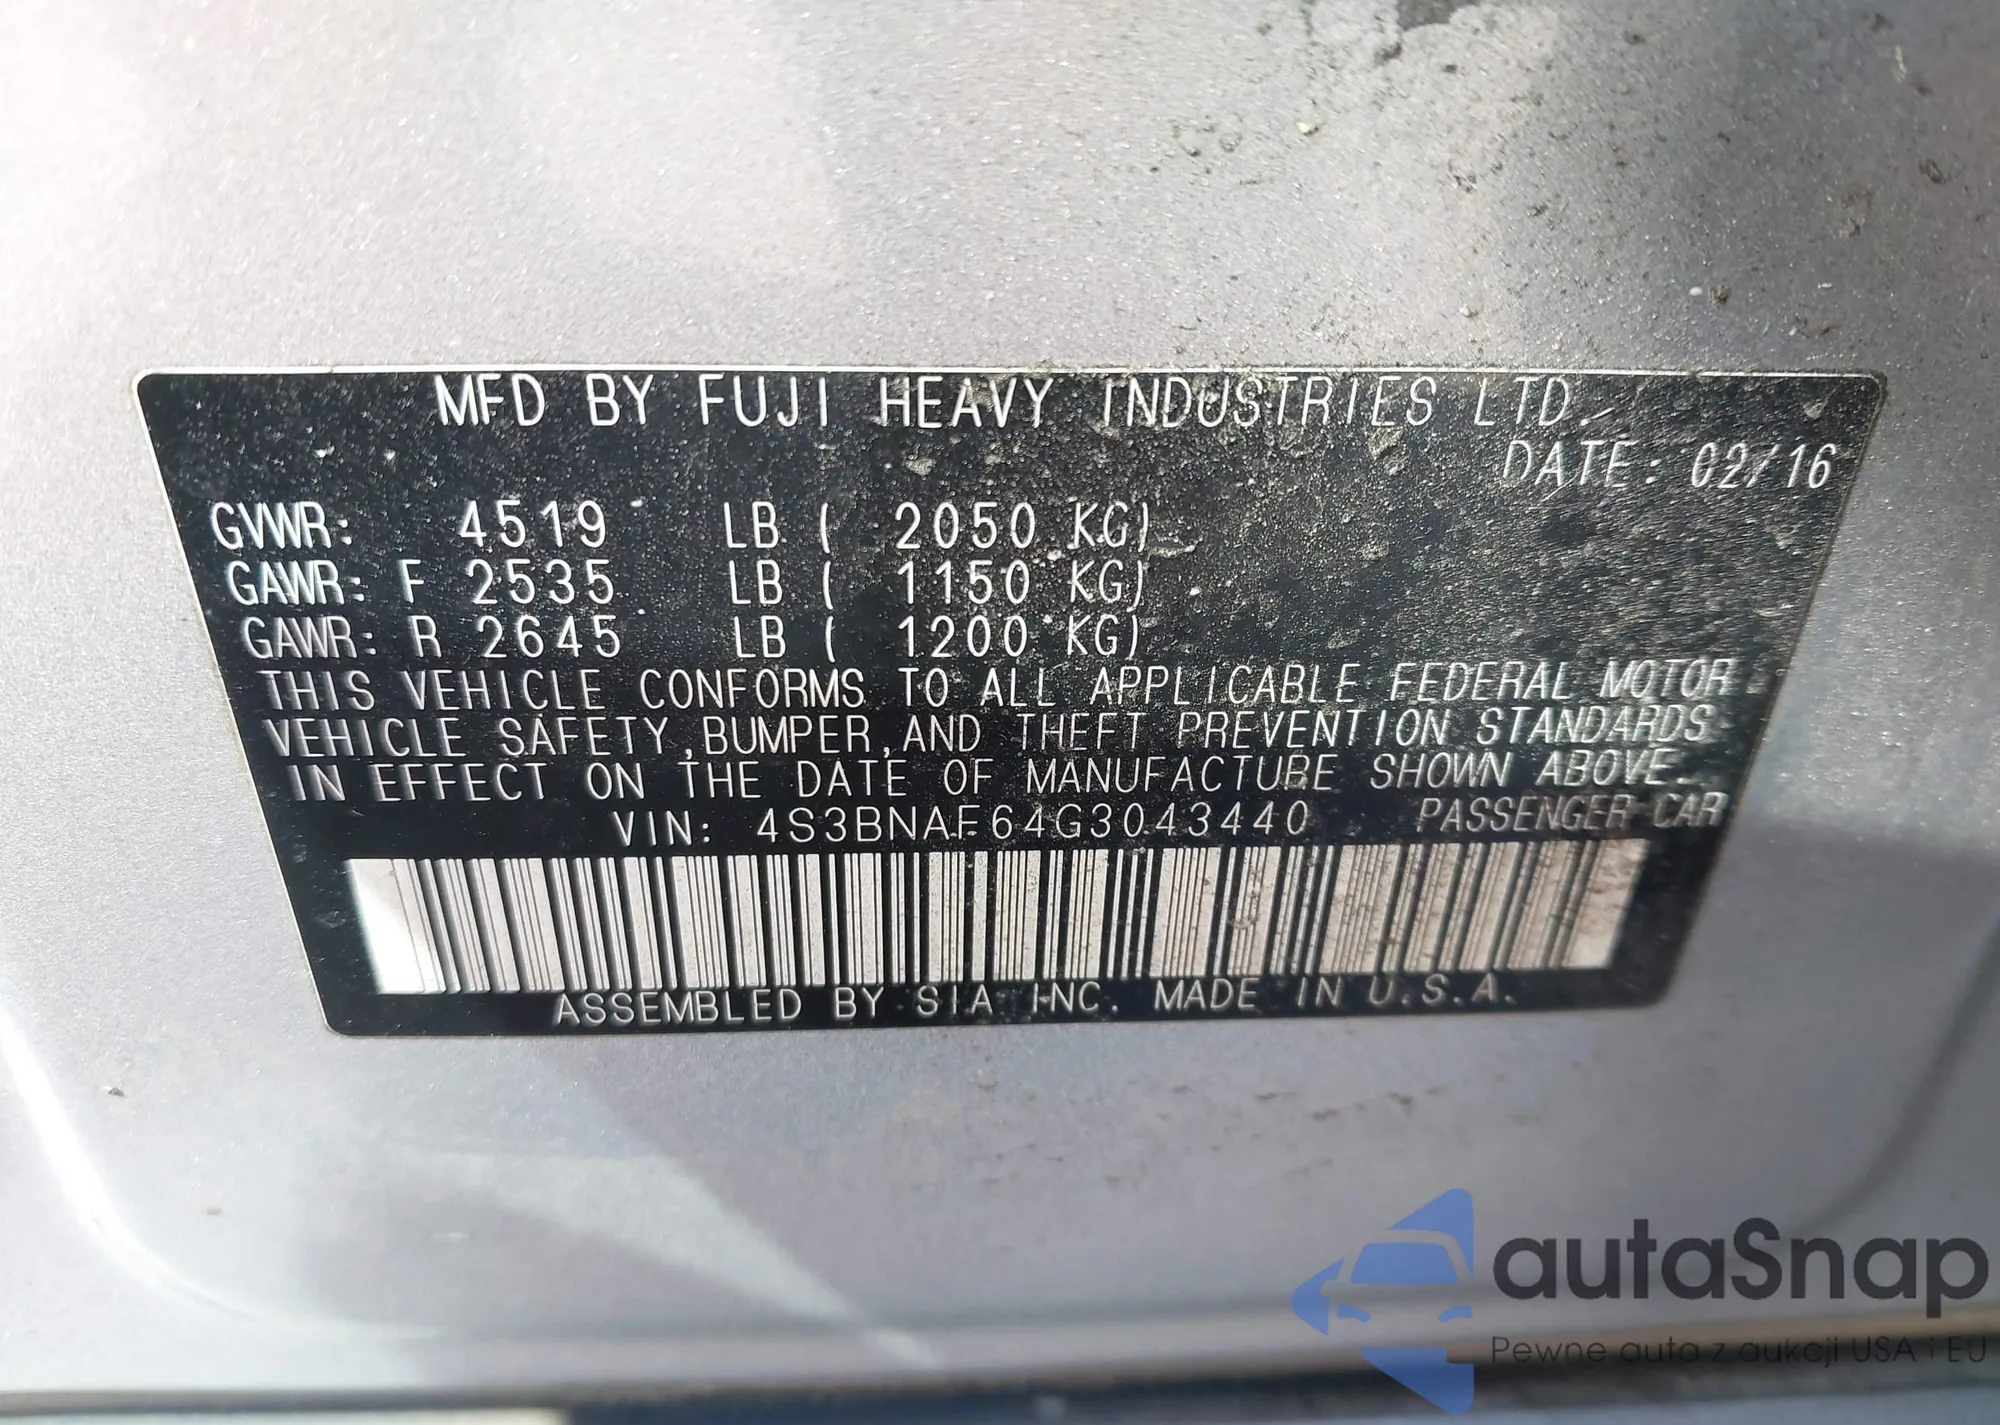 MFD BY FUJI HEAVY INDUSTRIES LTD.
DATE: 02/16
GVWR: 4519 LB ( 2050 KG)
GAWR: F 2535 LB ( 1150 KG)
GAWR: R 2645 LB ( 1200 KG)
THIS VEHICLE CONFORMS TO ALL APPLICABLE FEDERAL MOTOR
VEHICLE SAFETY,BUMPER,AND THEFT PREVENTION STANDARDS
IN EFFECT ON THE DATE OF MANUFACTURE SHOWN ABOVE.
VIN: 4S3BNAF64G3043440 PASSENGER CAR
ASSEMBLED BY SIA INC. MADE IN U.S.A.
autaSnap
Pewne auta z aukcji USA i EU